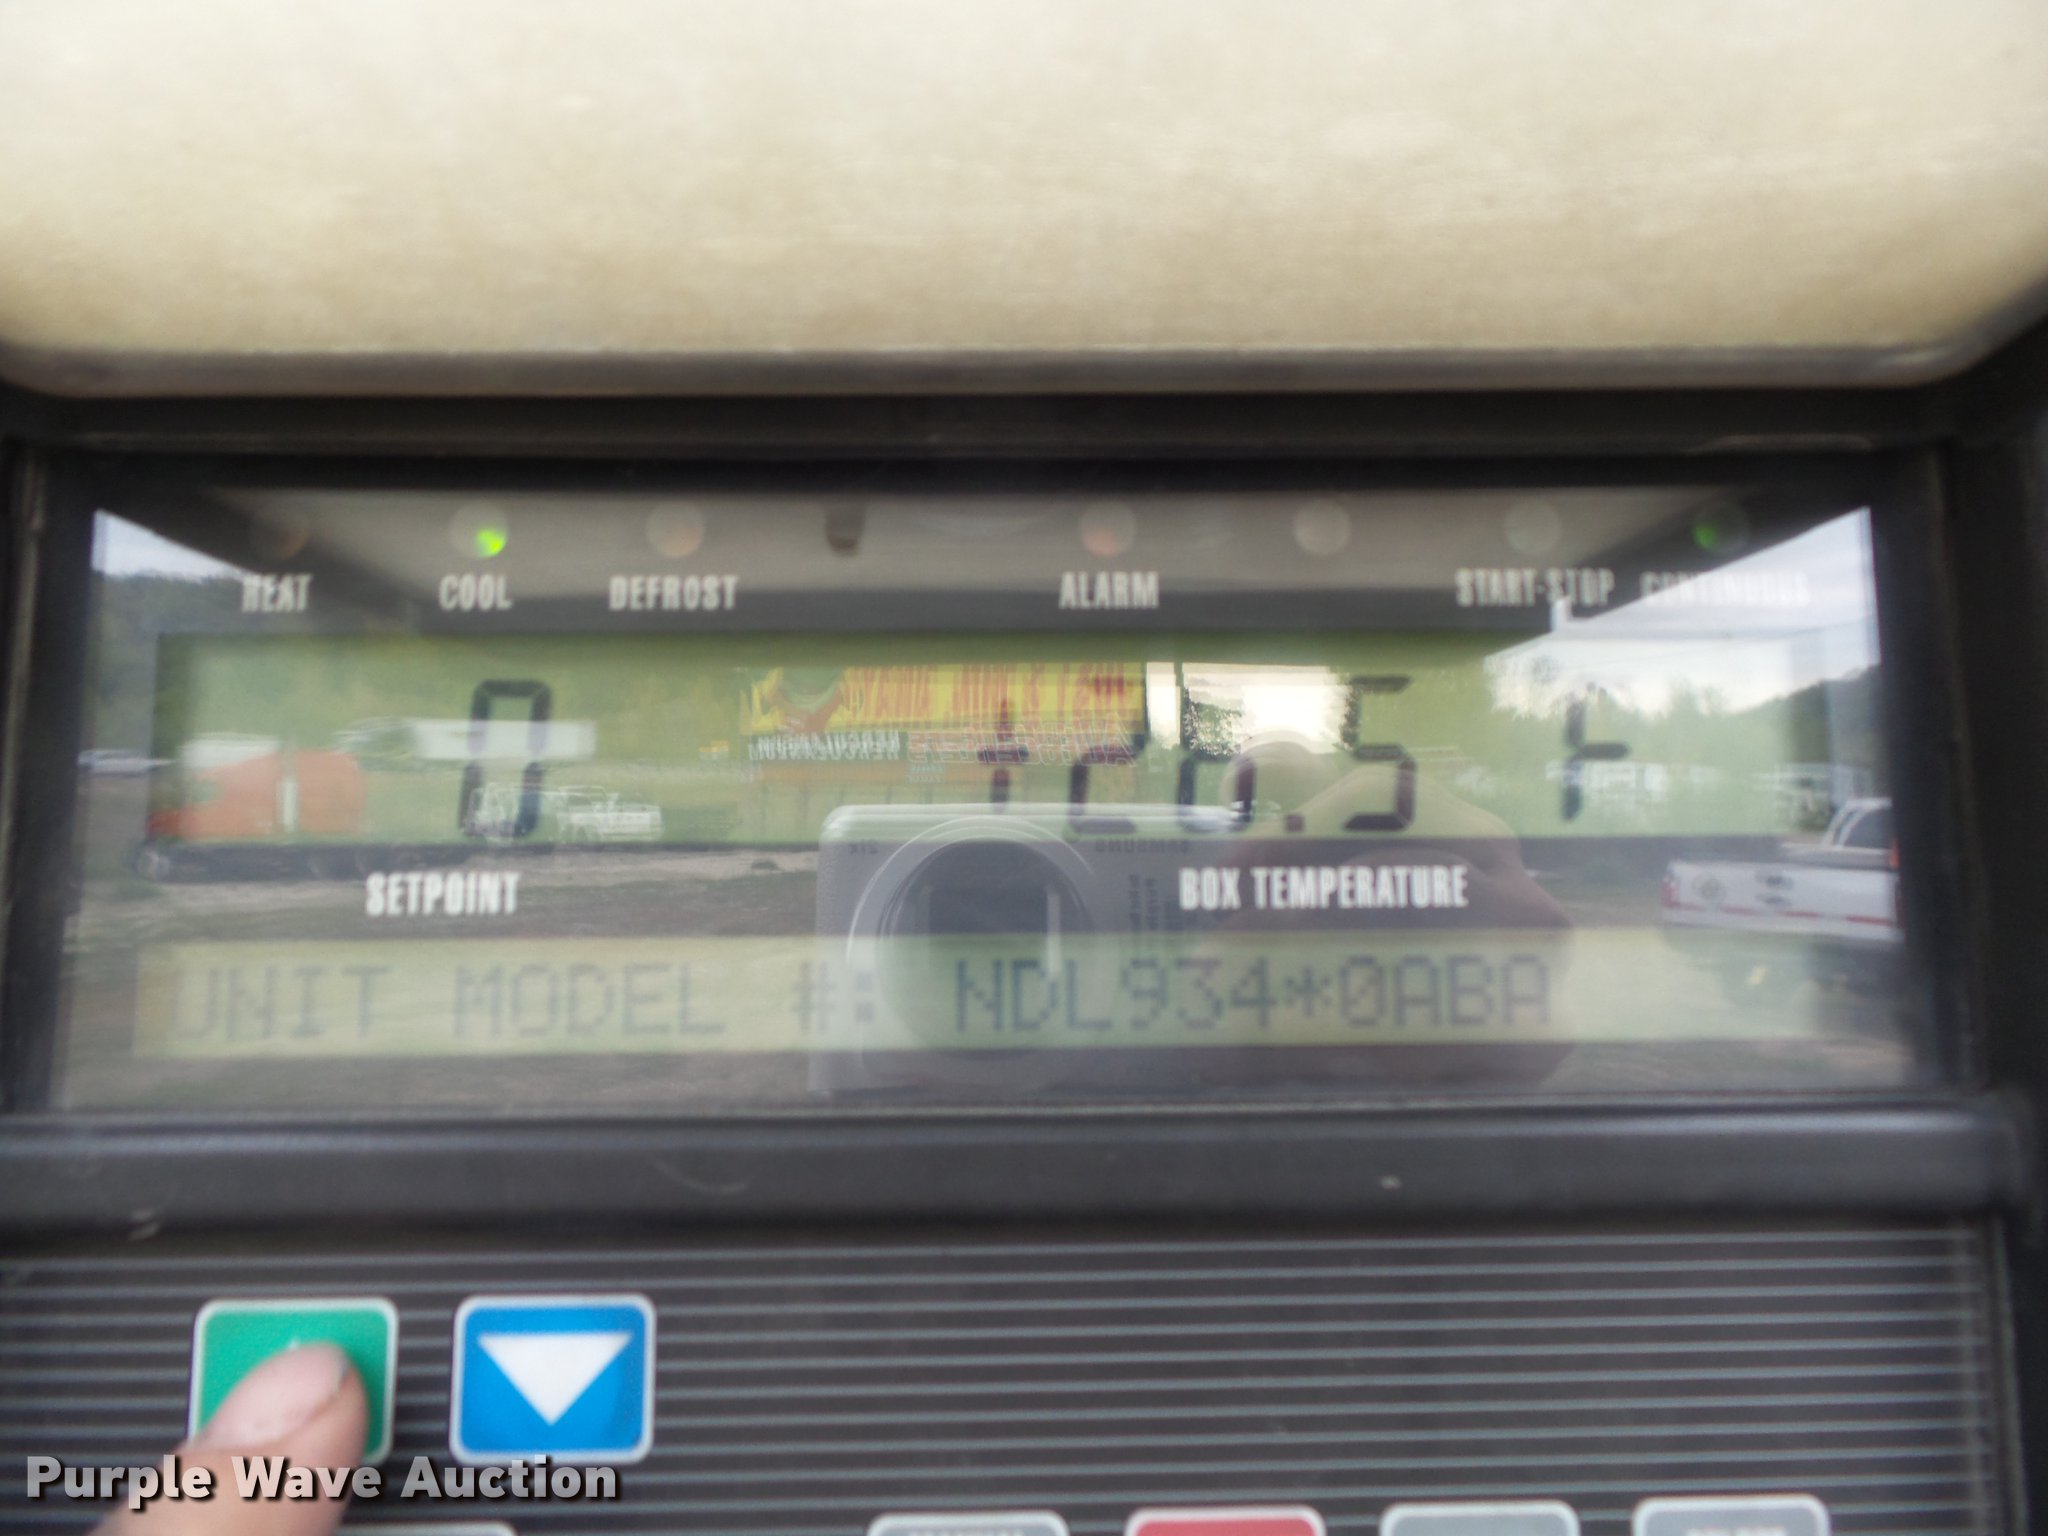 HEAT COOL DEFROST ALARM START-STOP CONTINUOUS
0 +26.5 F
SETPOINT BOX TEMPERATURE
UNIT MODEL #: NDL934*0ABA
Purple Wave Auction